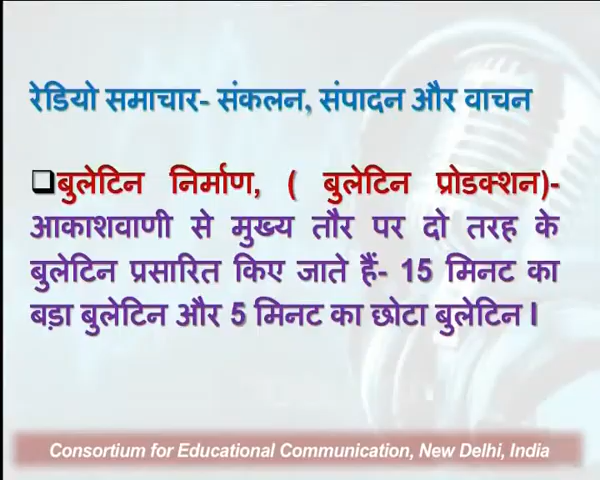 रेडियो समाचार- संकलन, संपादन और वाचन
❑बुलेटिन निर्माण, ( बुलेटिन प्रोडक्शन)-
आकाशवाणी से मुख्य तौर पर दो तरह के
बुलेटिन प्रसारित किए जाते हैं- 15 मिनट का
बड़ा बुलेटिन और 5 मिनट का छोटा बुलेटिन l
Consortium for Educational Communication, New Delhi, India